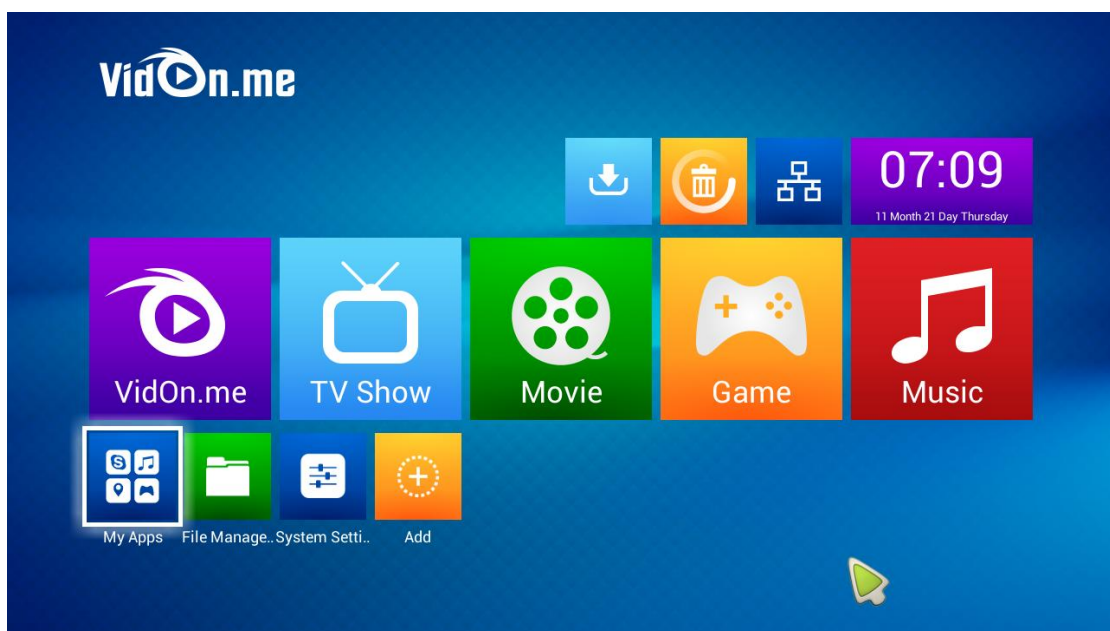 VidOn.me
07:09
11 Month 21 Day Thursday
VidOn.me
TV Show
Movie
Game
Music
My Apps
File Manage..
System Setti..
Add